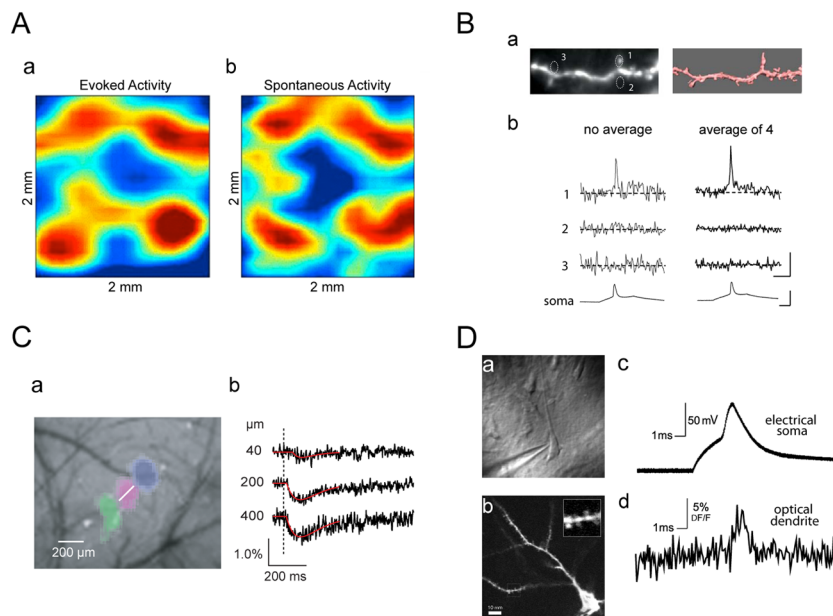 A
a
Evoked Activity
2 mm
2 mm
b
Spontaneous Activity
2 mm
2 mm
B
a
3
1
2
b
no average
average of 4
1
2
3
soma
C
a
200 µm
b
µm
40
200
400
1.0%
200 ms
D
a
b
10 mm
c
50 mV
1ms
electrical
soma
d
5%
DF/F
1ms
optical
dendrite